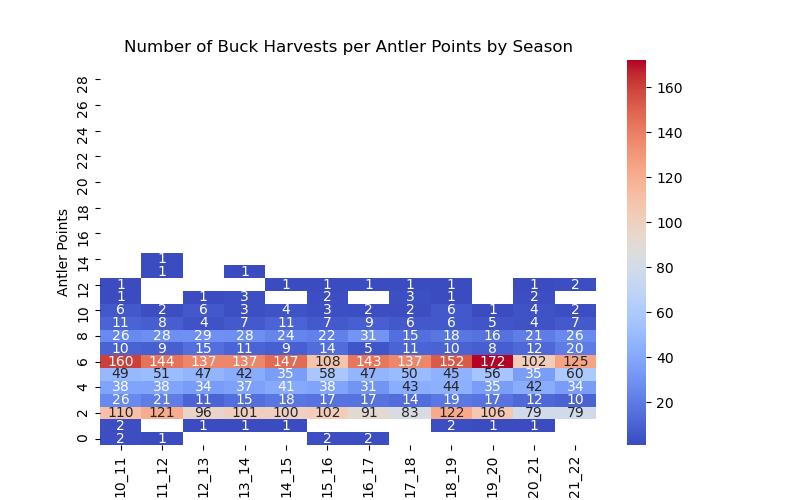 Number of Buck Harvests per Antler Points by Season
Antler Points
28
26
24
22
20
18
16
14 1
1 1
12 1 1 1 1 1 1 1 2
1 1 3 2 3 1 2
10 6 2 6 3 4 3 2 2 6 1 4 2
11 8 4 7 11 7 9 6 6 5 4 7
8 26 28 29 28 24 22 31 15 18 16 21 26
10 9 15 11 9 14 5 11 10 8 12 20
6 160 144 137 137 147 108 143 137 152 172 102 125
49 51 47 42 35 58 47 50 45 56 35 60
4 38 38 34 37 41 38 31 43 44 35 42 34
26 21 11 15 18 17 17 14 19 17 12 10
2 110 121 96 101 100 102 91 83 122 106 79 79
2 1 1 1 2 1 1
0 2 1 2 2
10_11 11_12 12_13 13_14 14_15 15_16 16_17 17_18 18_19 19_20 20_21 21_22
160
140
120
100
80
60
40
20